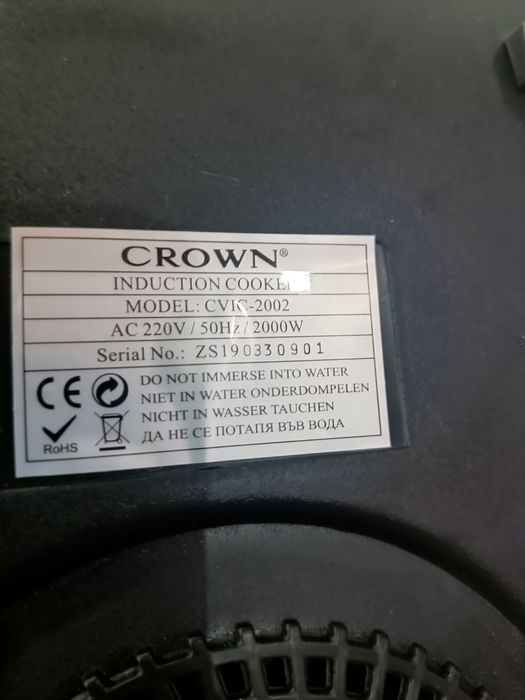 CROWN®
INDUCTION COOKE
MODEL: CVIC-2002
AC 220V / 50Hz / 2000W
Serial No.: ZS190330901
CE
DO NOT IMMERSE INTO WATER
NIET IN WATER ONDERDOMPELEN
NICHT IN WASSER TAUCHEN
ДА НЕ СЕ ПОТАПЯ ВЪВ ВОДА
RoHS